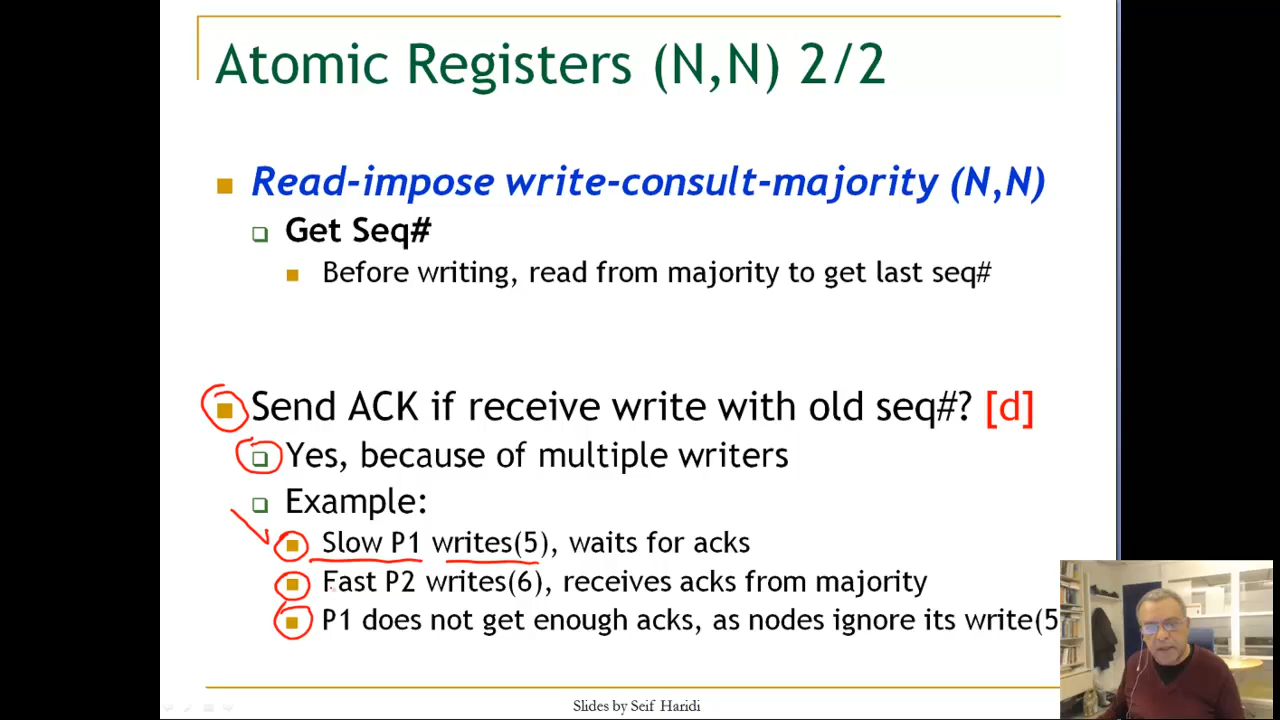 Atomic Registers (N,N) 2/2
Read-impose write-consult-majority (N,N)
Get Seq#
Before writing, read from majority to get last seq#
Send ACK if receive write with old seq#? [d]
Yes, because of multiple writers
Example:
Slow P1 writes(5), waits for acks
Fast P2 writes(6), receives acks from majority
P1 does not get enough acks, as nodes ignore its write(5
Slides by Seif Haridi